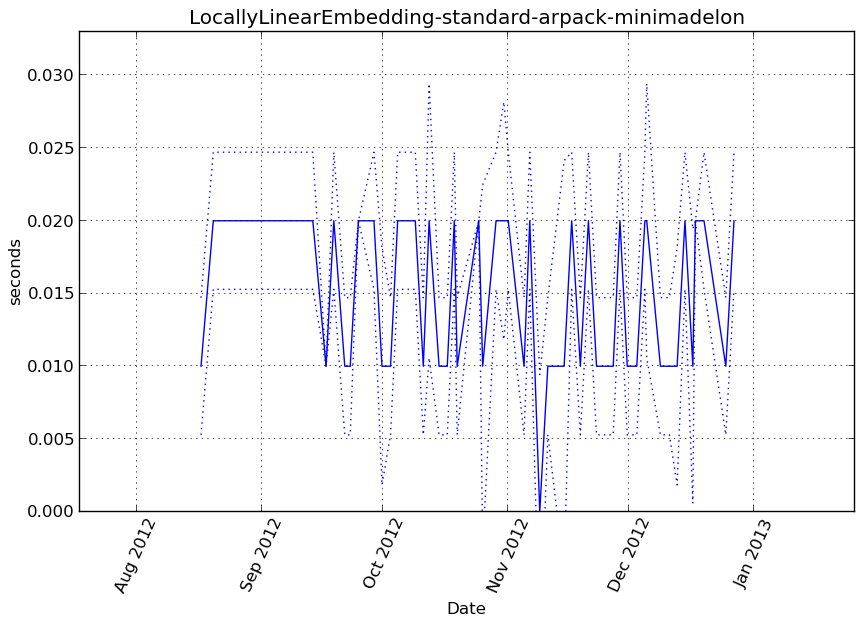 LocallyLinearEmbedding-standard-arpack-minimadelon
0.030
0.025
0.020
0.015
0.010
0.005
0.000
seconds
Aug 2012
Sep 2012
Oct 2012
Nov 2012
Dec 2012
Jan 2013
Date